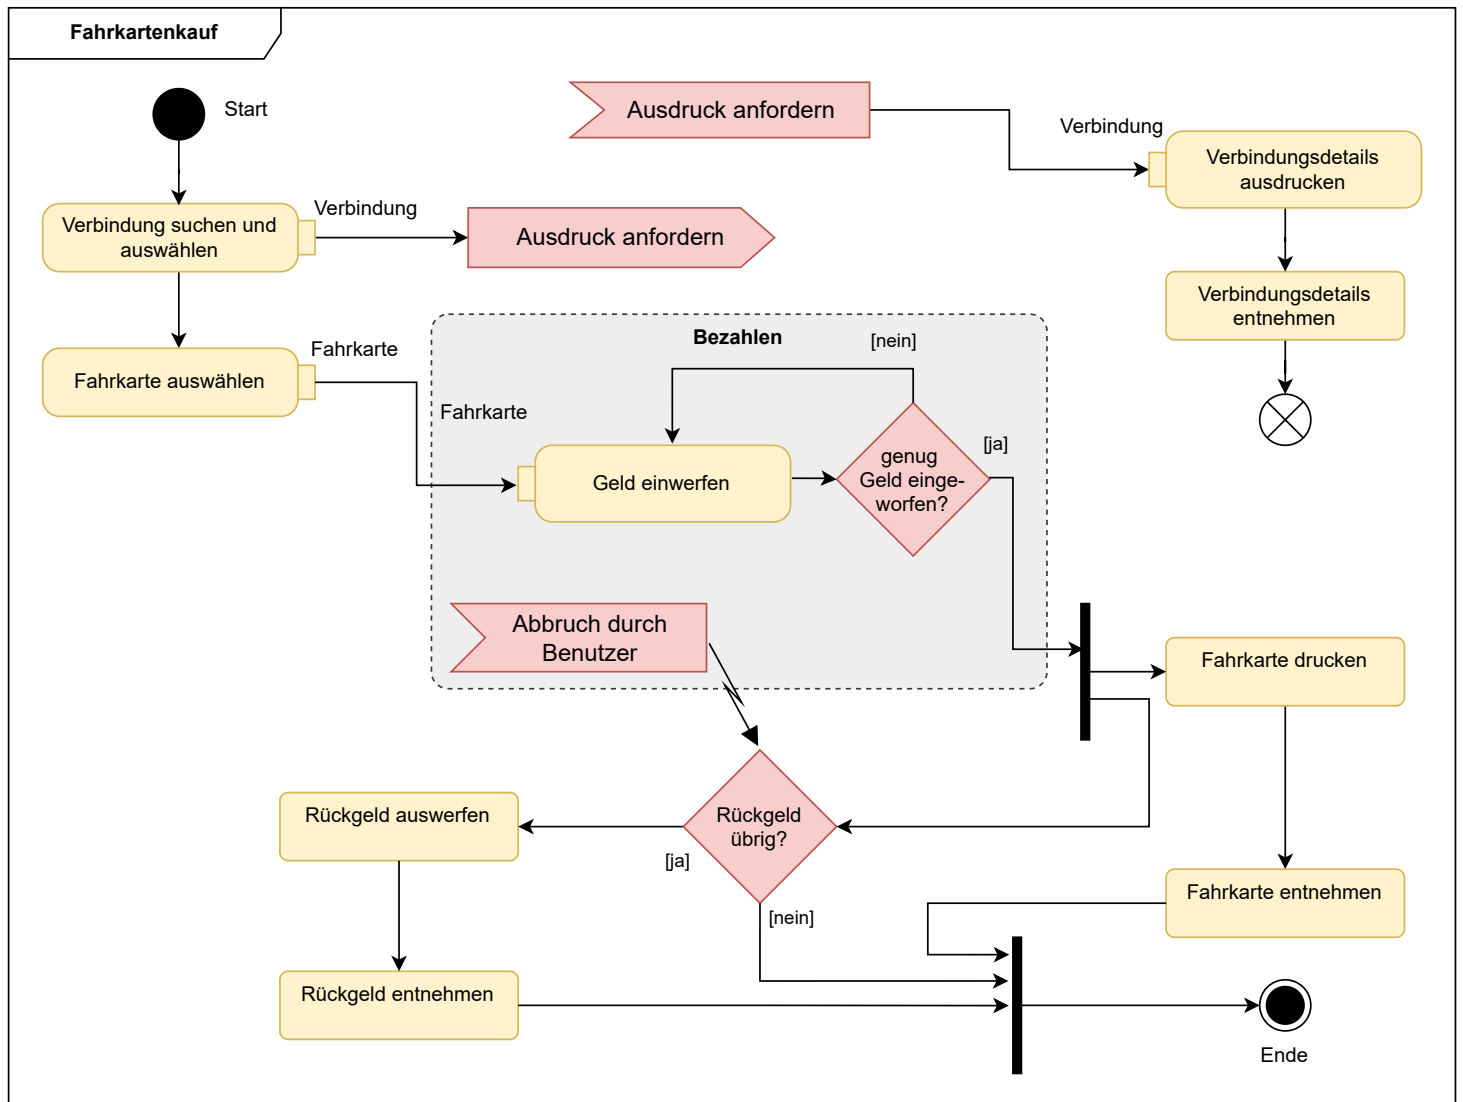 Fahrkartenkauf
Start
Ausdruck anfordern
Verbindung
Verbindungsdetails
ausdrucken
Verbindung suchen und
auswählen
Verbindung
Ausdruck anfordern
Verbindungsdetails
entnehmen
Fahrkarte auswählen
Fahrkarte
Bezahlen
[nein]
Fahrkarte
Geld einwerfen
genug
Geld einge-
worfen?
[ja]
Abbruch durch
Benutzer
Fahrkarte drucken
Rückgeld auswerfen
Rückgeld
übrig?
[ja]
[nein]
Fahrkarte entnehmen
Rückgeld entnehmen
Ende